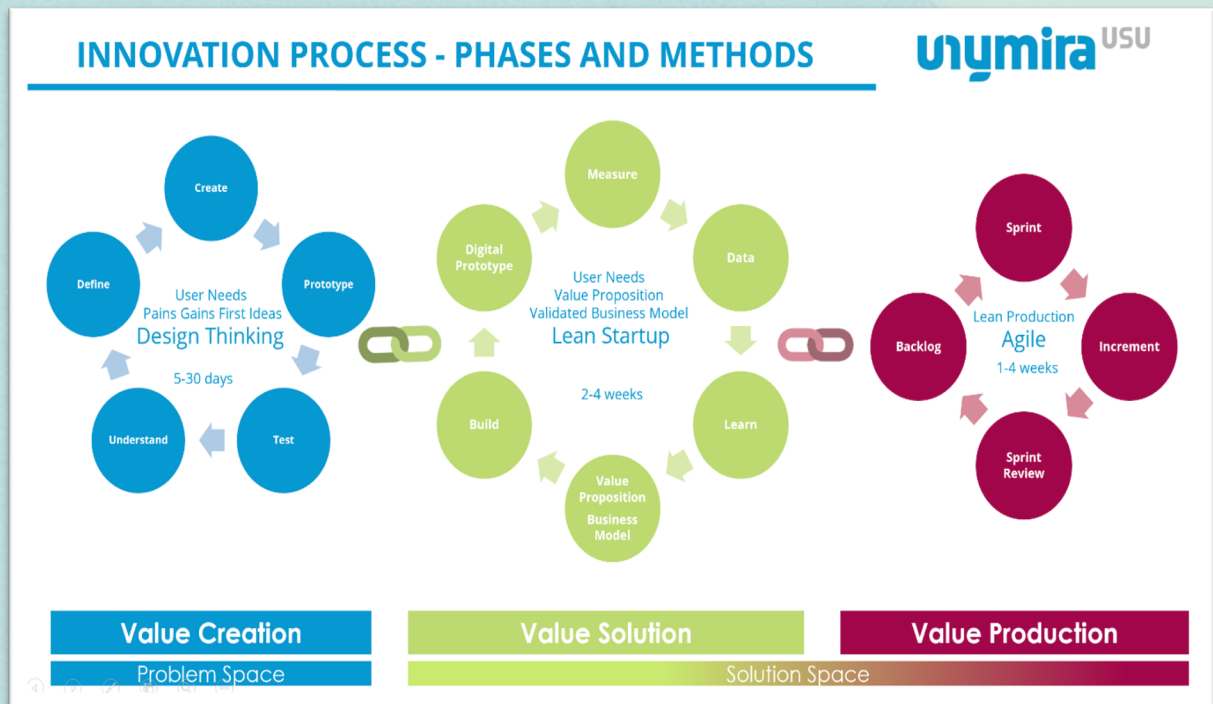 INNOVATION PROCESS - PHASES AND METHODS
unymira USU
Create
Define
Prototype
User Needs
Pains Gains First Ideas
Design Thinking
5-30 days
Understand
Test
Measure
Digital
Prototype
Data
User Needs
Value Proposition
Validated Business Model
Lean Startup
2-4 weeks
Build
Learn
Value
Proposition
Business
Model
Sprint
Backlog
Increment
Lean Production
Agile
1-4 weeks
Sprint
Review
Value Creation
Value Solution
Value Production
Problem Space
Solution Space